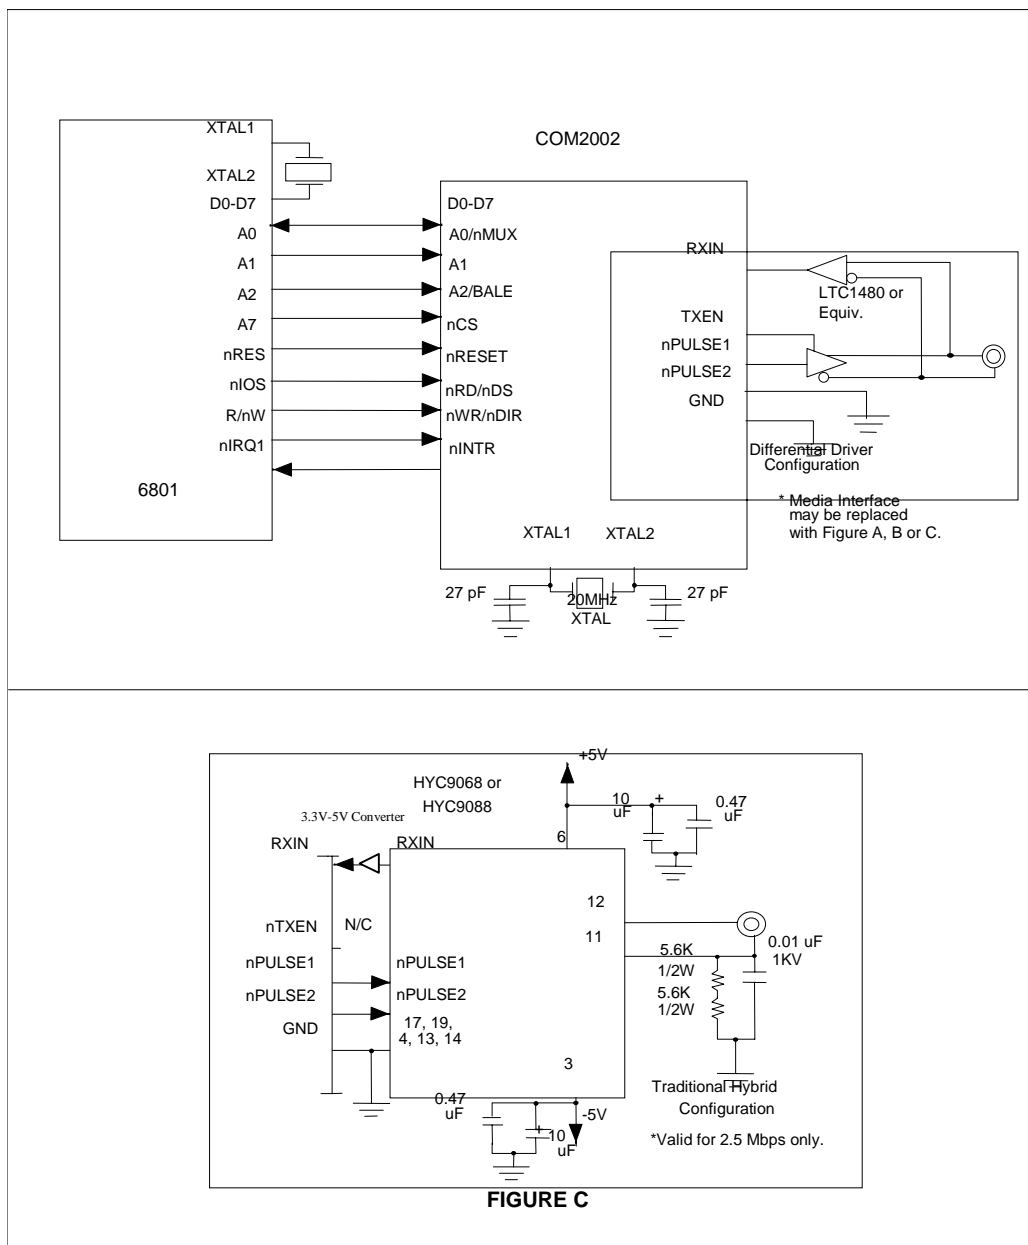 XTAL1
XTAL2
D0-D7
A0
A1
A2
A7
nRES
nIOS
R/nW
nIRQ1
6801
COM2002
D0-D7
A0/nMUX
A1
A2/BALE
nCS
nRESET
nRD/nDS
nWR/nDIR
nINTR
XTAL1
XTAL2
RXIN
TXEN
nPULSE1
nPULSE2
GND
LTC1480 or
Equiv.
Differential Driver
Configuration
* Media Interface
may be replaced
with Figure A, B or C.
27 pF
20MHz
XTAL
27 pF
+5V
HYC9068 or
HYC9088
10
uF
+
0.47
uF
3.3V-5V Converter
RXIN
RXIN
6
nTXEN
N/C
12
11
nPULSE1
nPULSE2
GND
nPULSE1
nPULSE2
17, 19,
4, 13, 14
3
5.6K
1/2W
5.6K
1/2W
0.01 uF
1KV
0.47
uF
+
10
uF
-5V
Traditional Hybrid
Configuration
*Valid for 2.5 Mbps only.
FIGURE C